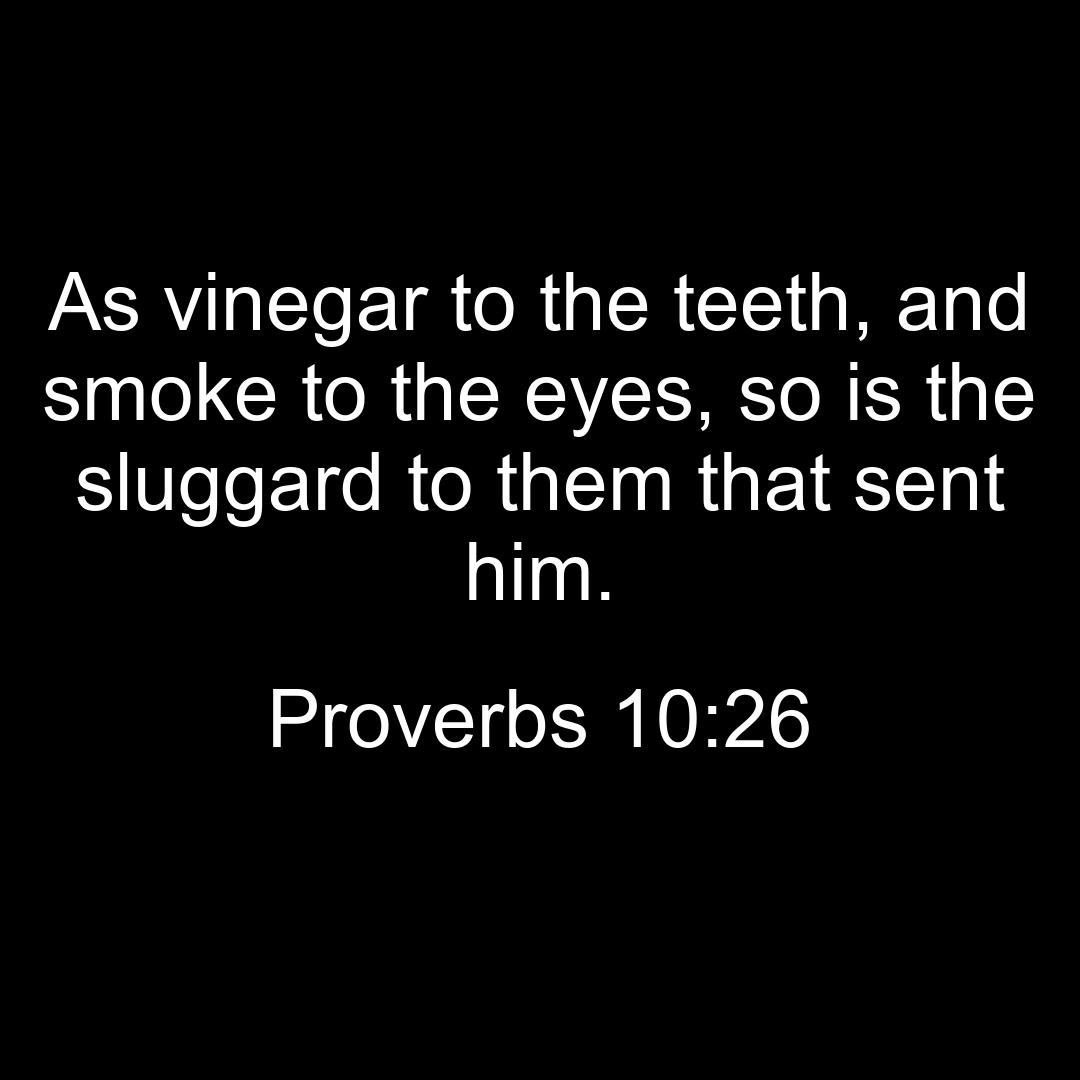 As vinegar to the teeth, and
smoke to the eyes, so is the
sluggard to them that sent
him.
Proverbs 10:26